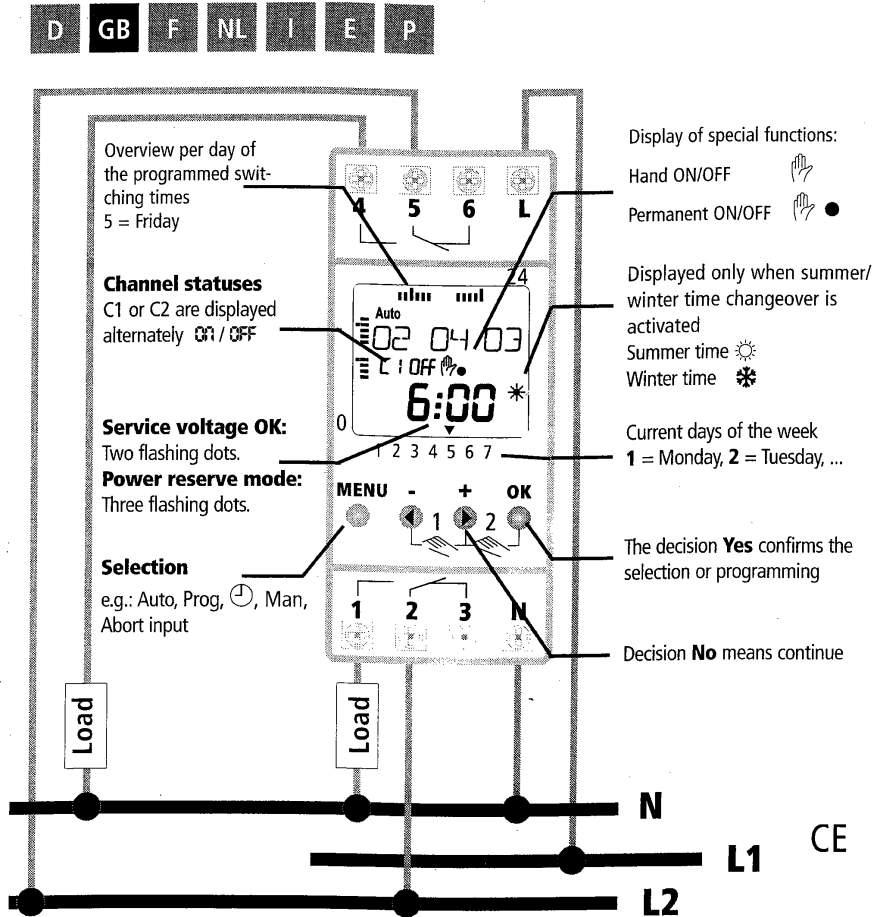 D GB F NL I E P
Overview per day of
the programmed swit-
ching times
5 = Friday
Channel statuses
C1 or C2 are displayed
alternately ON / OFF
Service voltage OK:
Two flashing dots.
Power reserve mode:
Three flashing dots.
Selection
e.g.: Auto, Prog, , Man,
Abort input
4 5 6 L
24
Auto
02 04/03
C1 OFF
6:00
0
1 2 3 4 5 6 7
MENU - + OK
1 2
1 2 3 N
Display of special functions:
Hand ON/OFF
Permanent ON/OFF
Displayed only when summer/
winter time changeover is
activated
Summer time
Winter time
Current days of the week
1 = Monday, 2 = Tuesday, ...
The decision Yes confirms the
selection or programming
Decision No means continue
Load
Load
N
L1
L2
CE